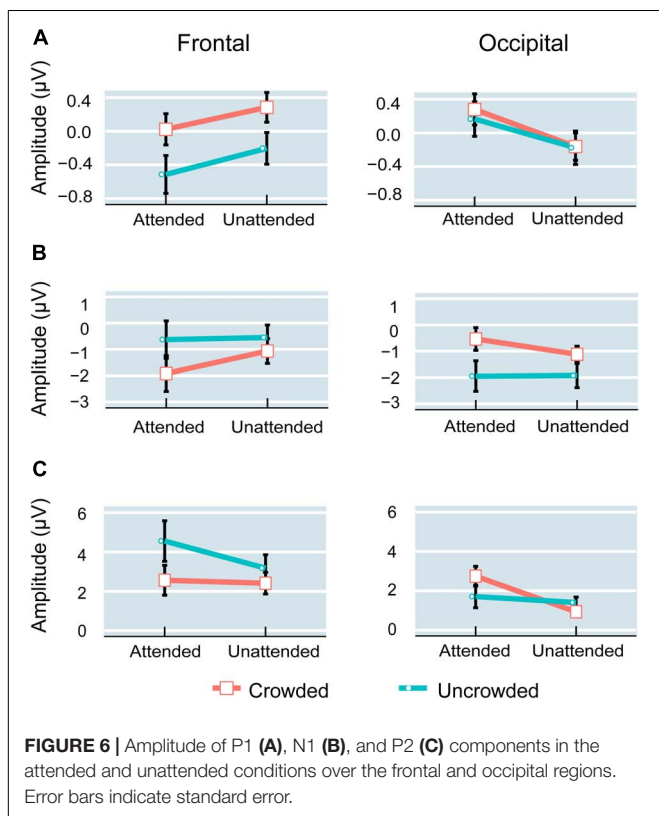 A
Frontal
Occipital
Amplitude (µV)
0.4
0.0
−0.4
−0.8
Attended
Unattended
0.4
0.0
−0.4
−0.8
Attended
Unattended
B
Amplitude (µV)
1
0
−1
−2
−3
Attended
Unattended
1
0
−1
−2
−3
Attended
Unattended
C
Amplitude (µV)
6
4
2
0
Attended
Unattended
6
4
2
0
Attended
Unattended
Crowded
Uncrowded
FIGURE 6 | Amplitude of P1 (A), N1 (B), and P2 (C) components in the
attended and unattended conditions over the frontal and occipital regions.
Error bars indicate standard error.